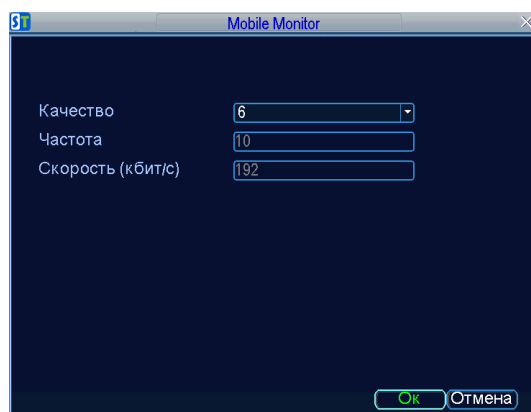 ST
Mobile Monitor
Качество 6
Частота 10
Скорость (кбит/с) 192
Ок Отмена